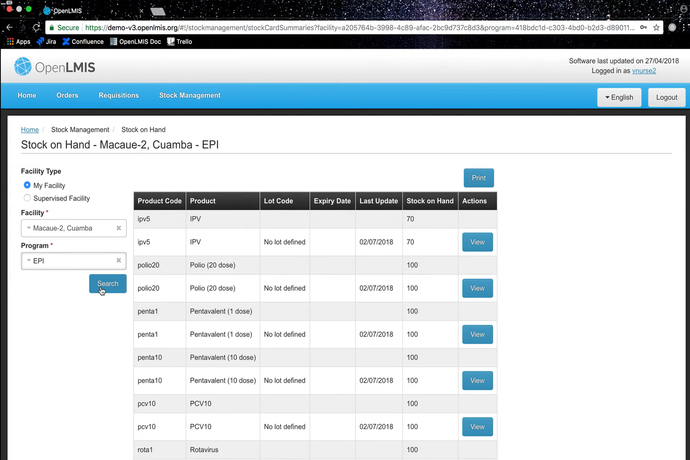 OpenLMIS
Secure
https://demo-v3.openlmis.org/#!/stockmanagement/stockCardSummaries?facility=a205764b-3998-4c89-afac-2bc9d737c8d3&program=418bdc1d-c303-4bd0-b2d3-d89011...
Apps Jira Confluence OpenLMIS Doc Trello
OpenLMIS
Software last updated on 27/04/2018
Logged in as vnurse2
Home Orders Requisitions Stock Management English Logout
Home / Stock Management / Stock on Hand
Stock on Hand - Macaue-2, Cuamba - EPI
Facility Type
My Facility
Supervised Facility
Facility *
Macaue-2, Cuamba
Program *
EPI
Search
Print
Product Code Product Lot Code Expiry Date Last Update Stock on Hand Actions
ipv5 IPV 70
ipv5 IPV No lot defined 02/07/2018 70 View
polio20 Polio (20 dose) 100
polio20 Polio (20 dose) No lot defined 02/07/2018 100 View
penta1 Pentavalent (1 dose) 100
penta1 Pentavalent (1 dose) No lot defined 02/07/2018 100 View
penta10 Pentavalent (10 dose) 100
penta10 Pentavalent (10 dose) No lot defined 02/07/2018 100 View
pcv10 PCV10 100
pcv10 PCV10 No lot defined 02/07/2018 100 View
rota1 Rotavirus 100